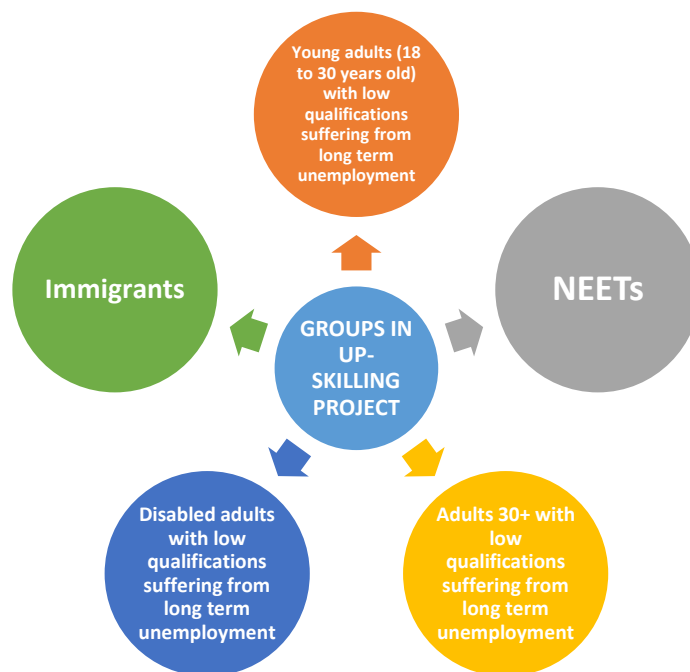 Young adults (18
to 30 years old)
with low
qualifications
suffering from
long term
unemployment
Immigrants
NEETs
GROUPS IN
UP-
SKILLING
PROJECT
Disabled adults
with low
qualifications
suffering from
long term
unemployment
Adults 30+ with
low
qualifications
suffering from
long term
unemployment